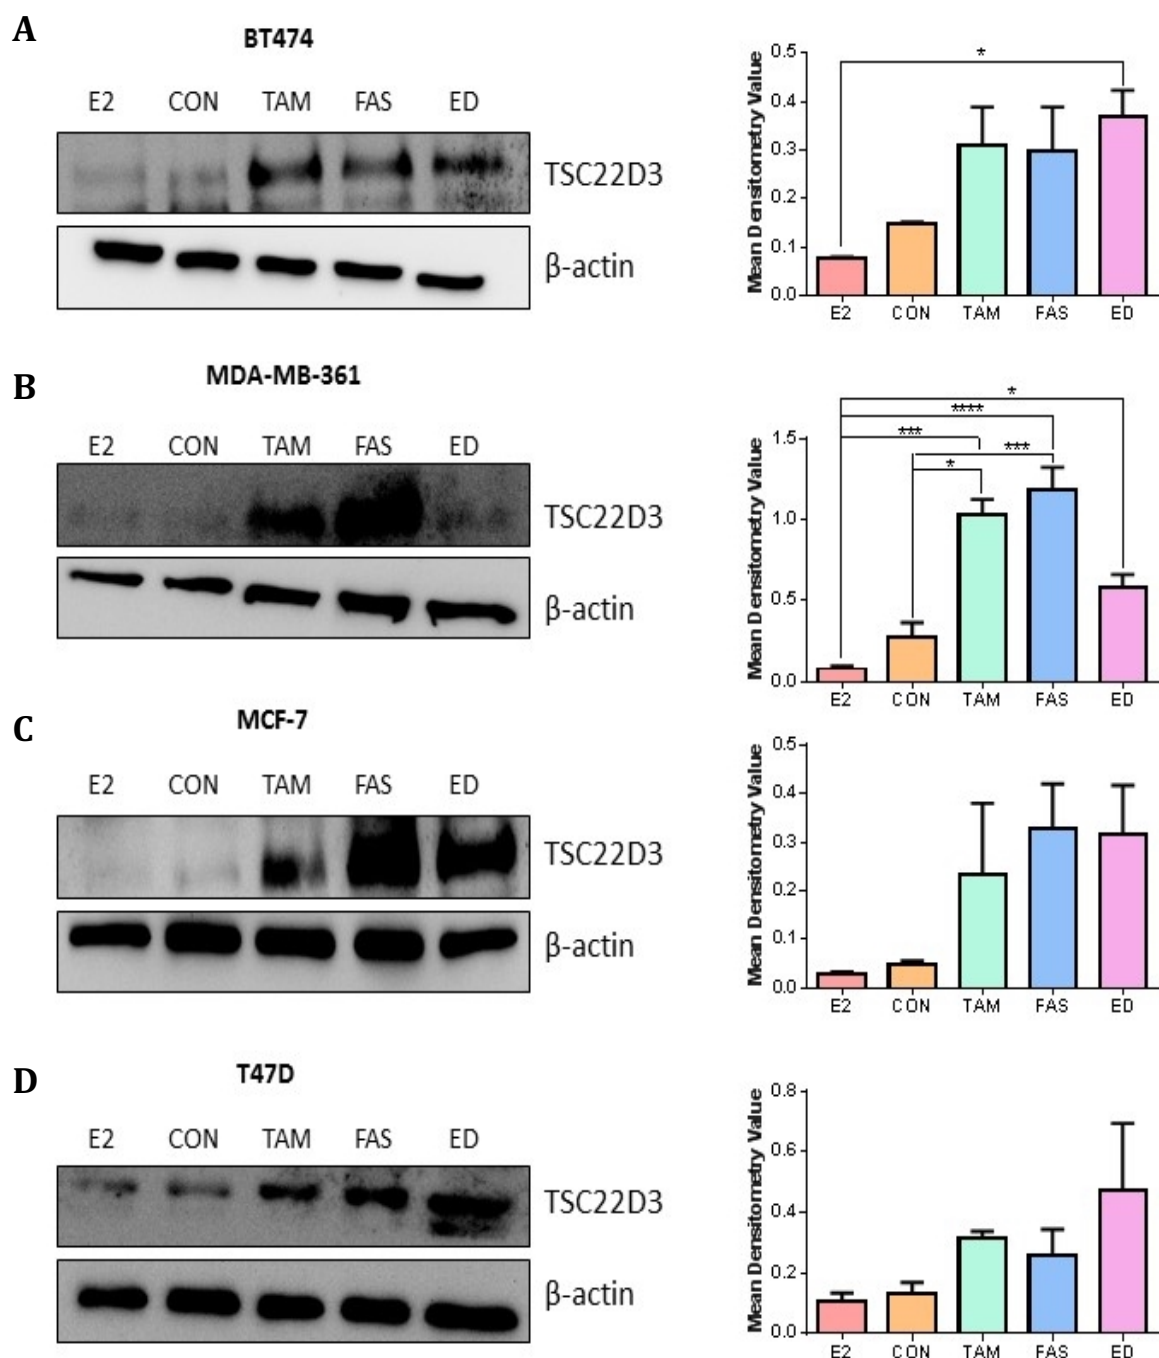 A
BT474
E2 CON TAM FAS ED
TSC22D3
β-actin
Mean Densitometry Value
0.5
0.4
0.3
0.2
0.1
0.0
*
E2 CON TAM FAS ED
B
MDA-MB-361
E2 CON TAM FAS ED
TSC22D3
β-actin
Mean Densitometry Value
1.5
1.0
0.5
0.0
*
****
***
***
*
E2 CON TAM FAS ED
C
MCF-7
E2 CON TAM FAS ED
TSC22D3
β-actin
Mean Densitometry Value
0.5
0.4
0.3
0.2
0.1
0.0
E2 CON TAM FAS ED
D
T47D
E2 CON TAM FAS ED
TSC22D3
β-actin
Mean Densitometry Value
0.8
0.6
0.4
0.2
0.0
E2 CON TAM FAS ED